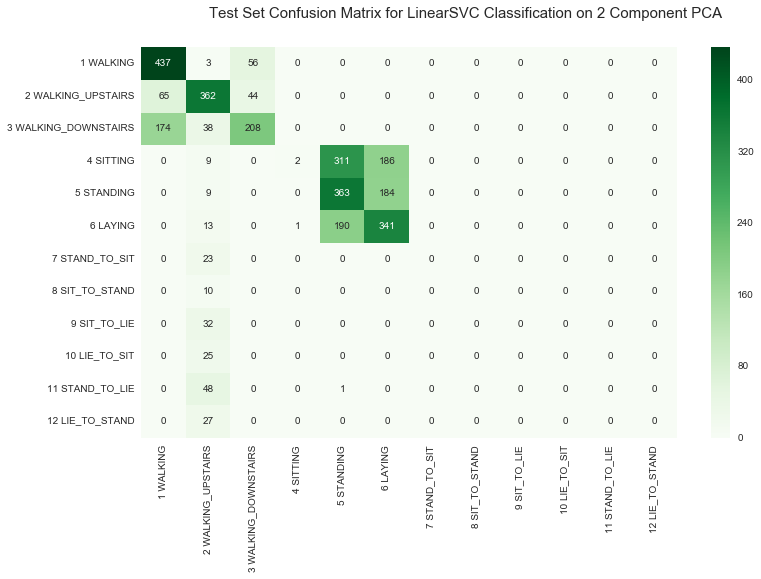 Test Set Confusion Matrix for LinearSVC Classification on 2 Component PCA
1 WALKING 437 3 56 0 0 0 0 0 0 0 0 0
2 WALKING_UPSTAIRS 65 362 44 0 0 0 0 0 0 0 0 0
3 WALKING_DOWNSTAIRS 174 38 208 0 0 0 0 0 0 0 0 0
4 SITTING 0 9 0 2 311 186 0 0 0 0 0 0
5 STANDING 0 9 0 0 363 184 0 0 0 0 0 0
6 LAYING 0 13 0 1 190 341 0 0 0 0 0 0
7 STAND_TO_SIT 0 23 0 0 0 0 0 0 0 0 0 0
8 SIT_TO_STAND 0 10 0 0 0 0 0 0 0 0 0 0
9 SIT_TO_LIE 0 32 0 0 0 0 0 0 0 0 0 0
10 LIE_TO_SIT 0 25 0 0 0 0 0 0 0 0 0 0
11 STAND_TO_LIE 0 48 0 0 1 0 0 0 0 0 0 0
12 LIE_TO_STAND 0 27 0 0 0 0 0 0 0 0 0 0
1 WALKING
2 WALKING_UPSTAIRS
3 WALKING_DOWNSTAIRS
4 SITTING
5 STANDING
6 LAYING
7 STAND_TO_SIT
8 SIT_TO_STAND
9 SIT_TO_LIE
10 LIE_TO_SIT
11 STAND_TO_LIE
12 LIE_TO_STAND
400
320
240
160
80
0